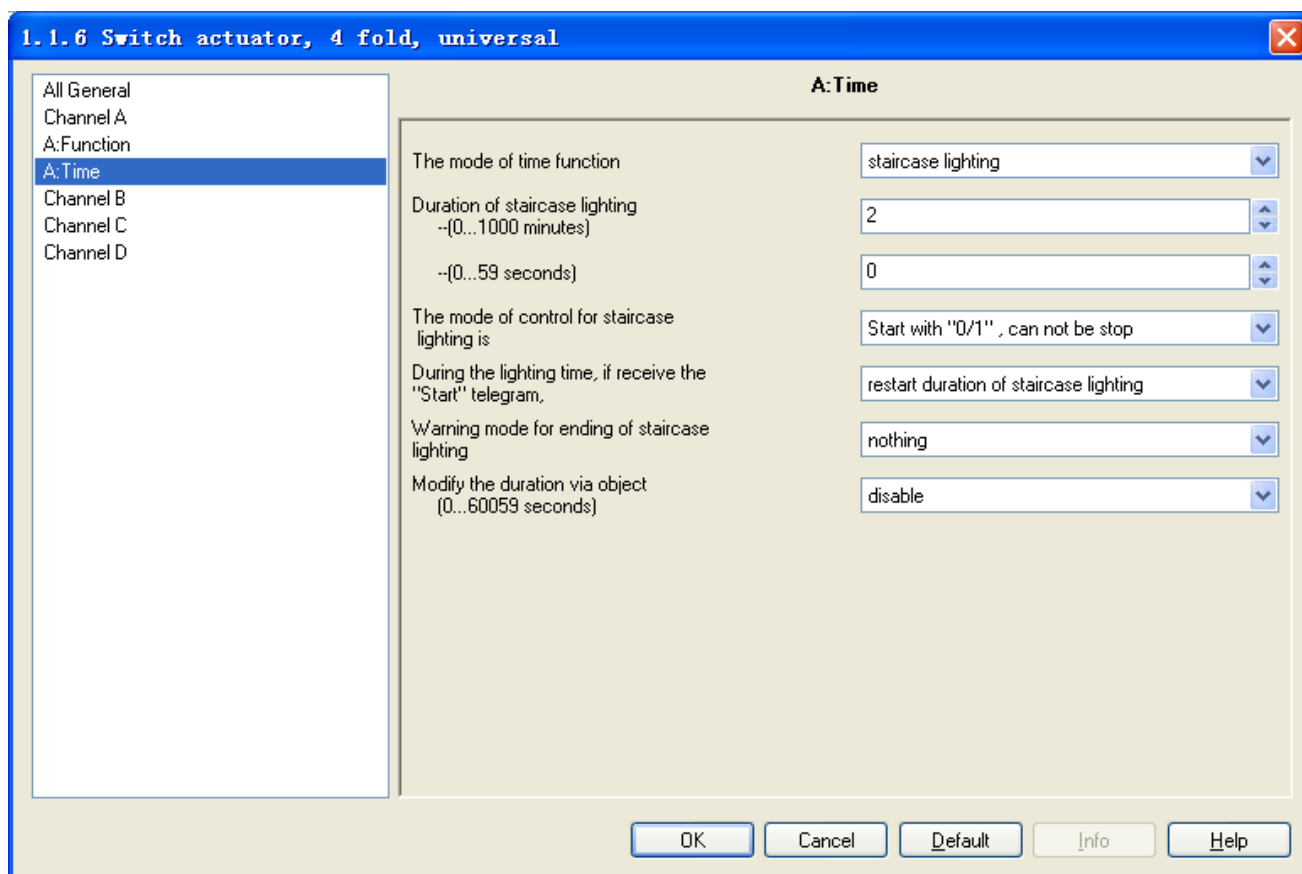 1.1.6 Switch actuator, 4 fold, universal
All General
Channel A
A:Function
A:Time
Channel B
Channel C
Channel D
A:Time
The mode of time function
staircase lighting
Duration of staircase lighting
--(0...1000 minutes)
2
--(0...59 seconds)
0
The mode of control for staircase
lighting is
Start with "0/1" , can not be stop
During the lighting time, if receive the
"Start" telegram,
restart duration of staircase lighting
Warning mode for ending of staircase
lighting
nothing
Modify the duration via object
(0...60059 seconds)
disable
OK
Cancel
Default
Info
Help